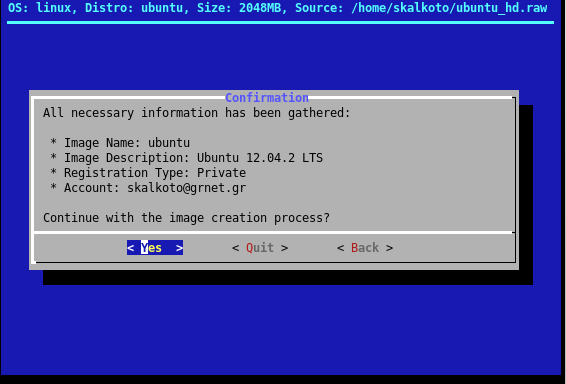 OS: linux, Distro: ubuntu, Size: 2048MB, Source: /home/skalkoto/ubuntu_hd.raw
Confirmation
All necessary information has been gathered:
* Image Name: ubuntu
* Image Description: Ubuntu 12.04.2 LTS
* Registration Type: Private
* Account: skalkoto@grnet.gr
Continue with the image creation process?
< Yes > < Quit > < Back >